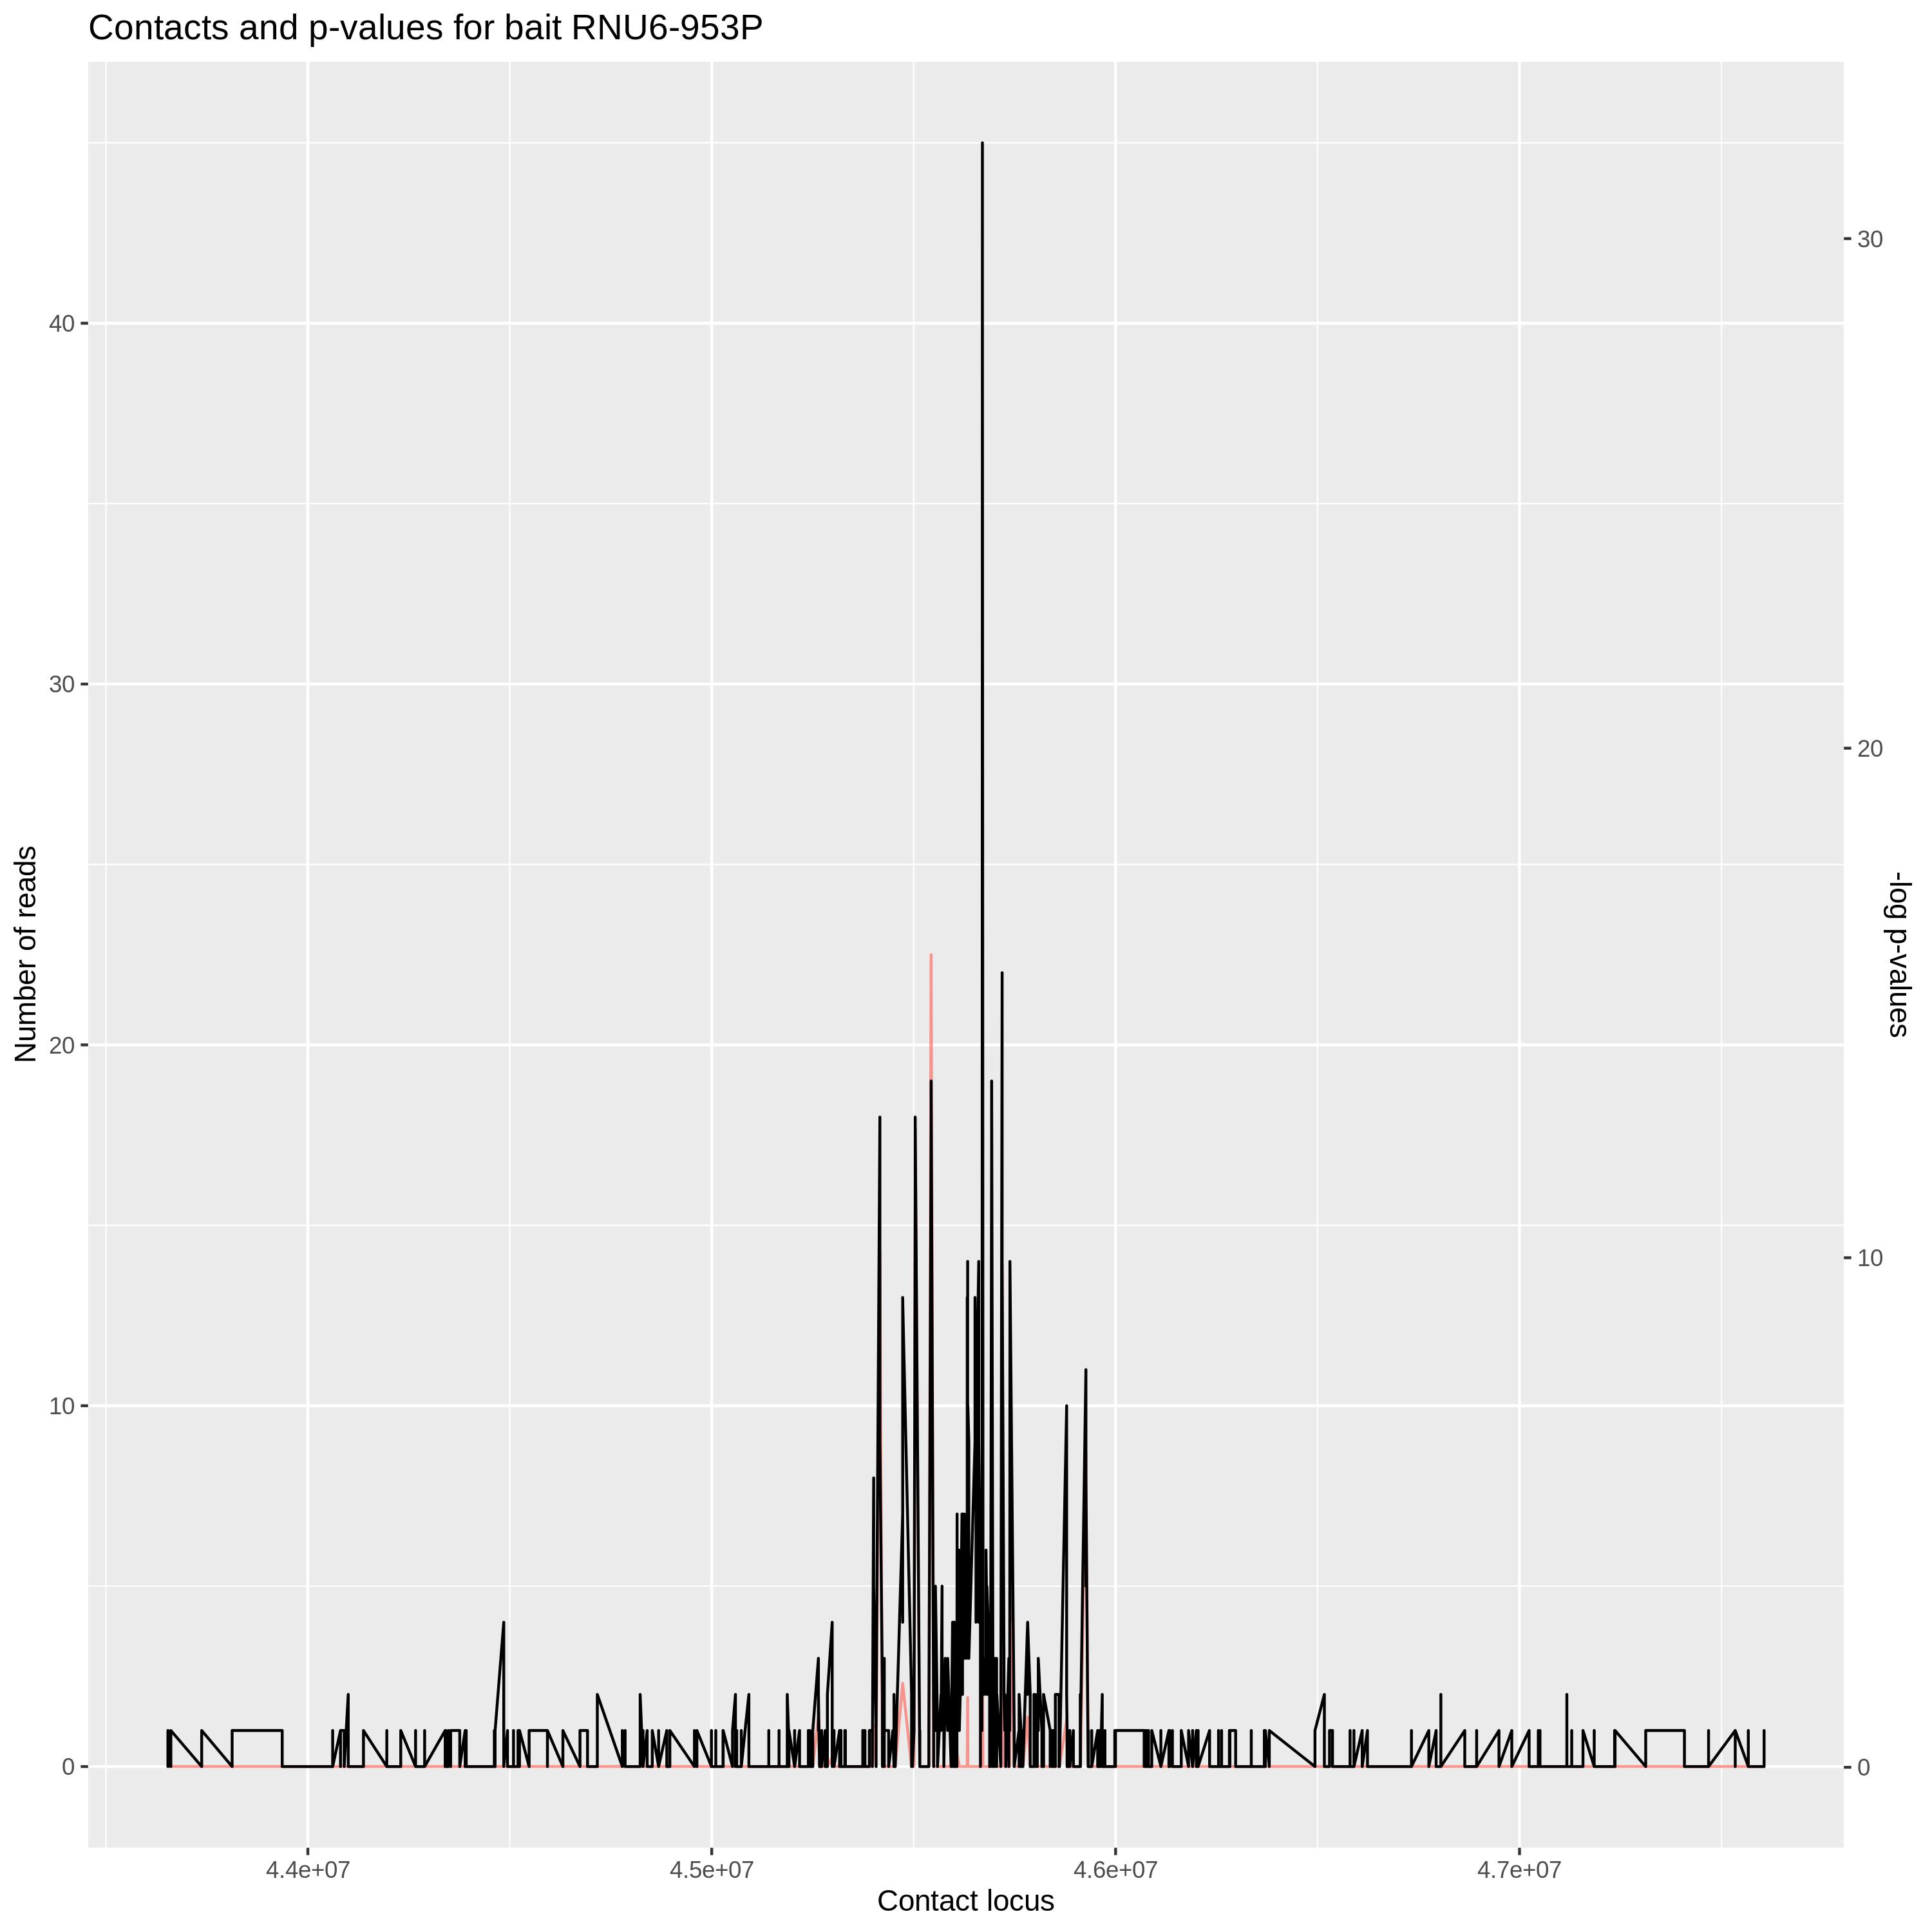 Contacts and p-values for bait RNU6-953P
40
30
20
10
0
Number of reads
30
20
10
0
-log p-values
4.4e+07
4.5e+07
4.6e+07
4.7e+07
Contact locus